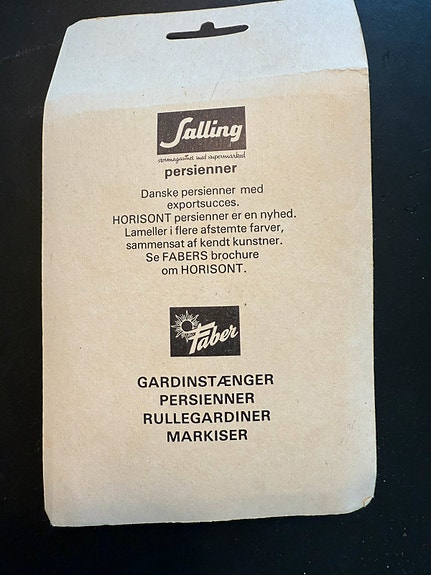 Salling
stormagasinet med supermarked
persienner
Danske persienner med
exportsucces.
HORISONT persienner er en nyhed.
Lameller i flere afstemte farver,
sammensat af kendt kunstner.
Se FABERS brochure
om HORISONT.
Faber
GARDINSTÆNGER
PERSIENNER
RULLEGARDINER
MARKISER